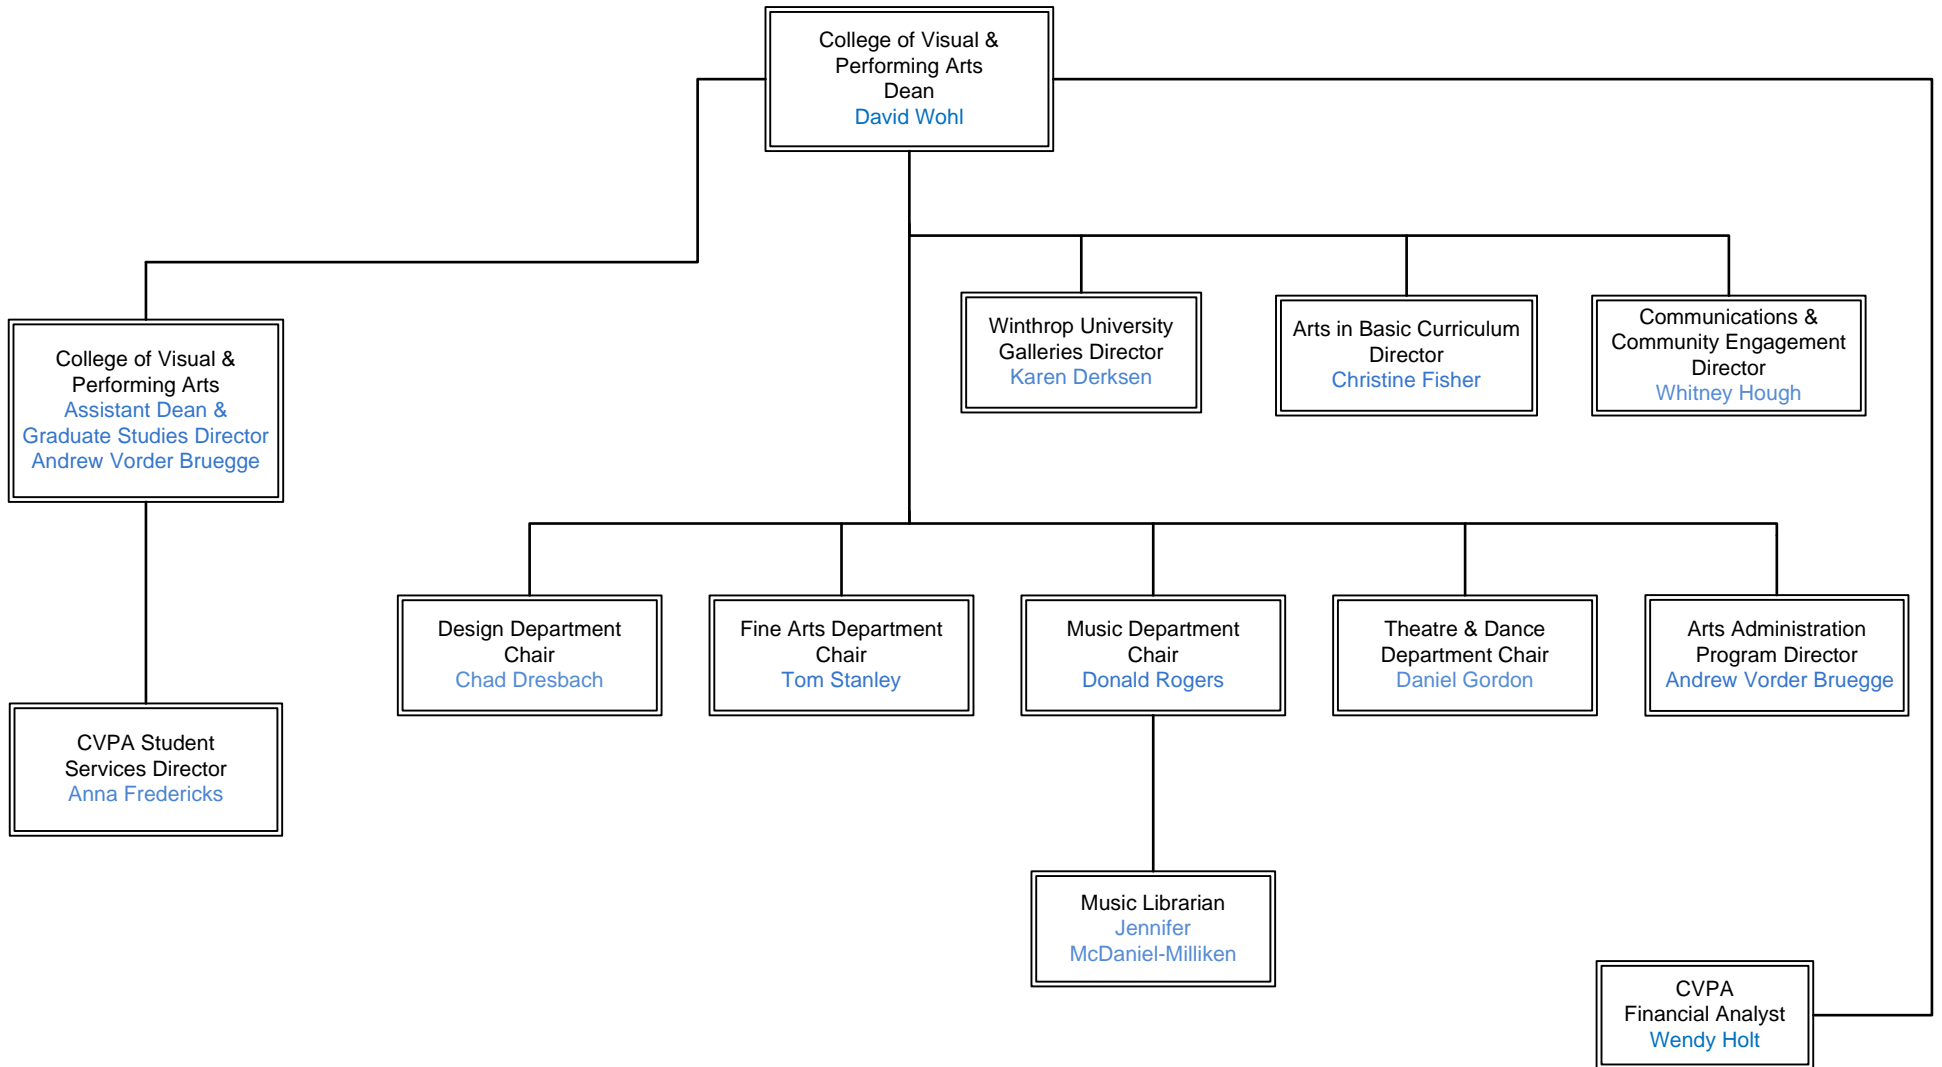 College of Visual &
Performing Arts
Dean
David Wohl
Winthrop University
Galleries Director
Karen Derksen
Arts in Basic Curriculum
Director
Christine Fisher
Communications &
Community Engagement
Director
Whitney Hough
College of Visual &
Performing Arts
Assistant Dean &
Graduate Studies Director
Andrew Vorder Bruegge
Design Department
Chair
Chad Dresbach
Fine Arts Department
Chair
Tom Stanley
Music Department
Chair
Donald Rogers
Theatre & Dance
Department Chair
Daniel Gordon
Arts Administration
Program Director
Andrew Vorder Bruegge
CVPA Student
Services Director
Anna Fredericks
Music Librarian
Jennifer
McDaniel-Milliken
CVPA
Financial Analyst
Wendy Holt